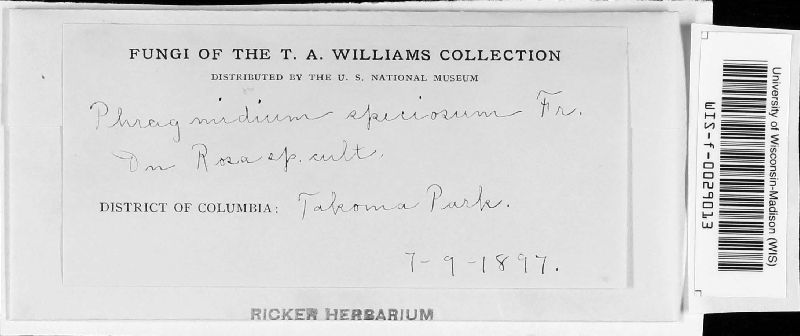 FUNGI OF THE T. A. WILLIAMS COLLECTION
DISTRIBUTED BY THE U. S. NATIONAL MUSEUM
Phragmidium speciosum Fr.
On Rosa sp. cult.
DISTRICT OF COLUMBIA: Takoma Park.
7-9-1897.
RICKER HERBARIUM
University of Wisconsin-Madison (WIS)
WIS-f-0029013